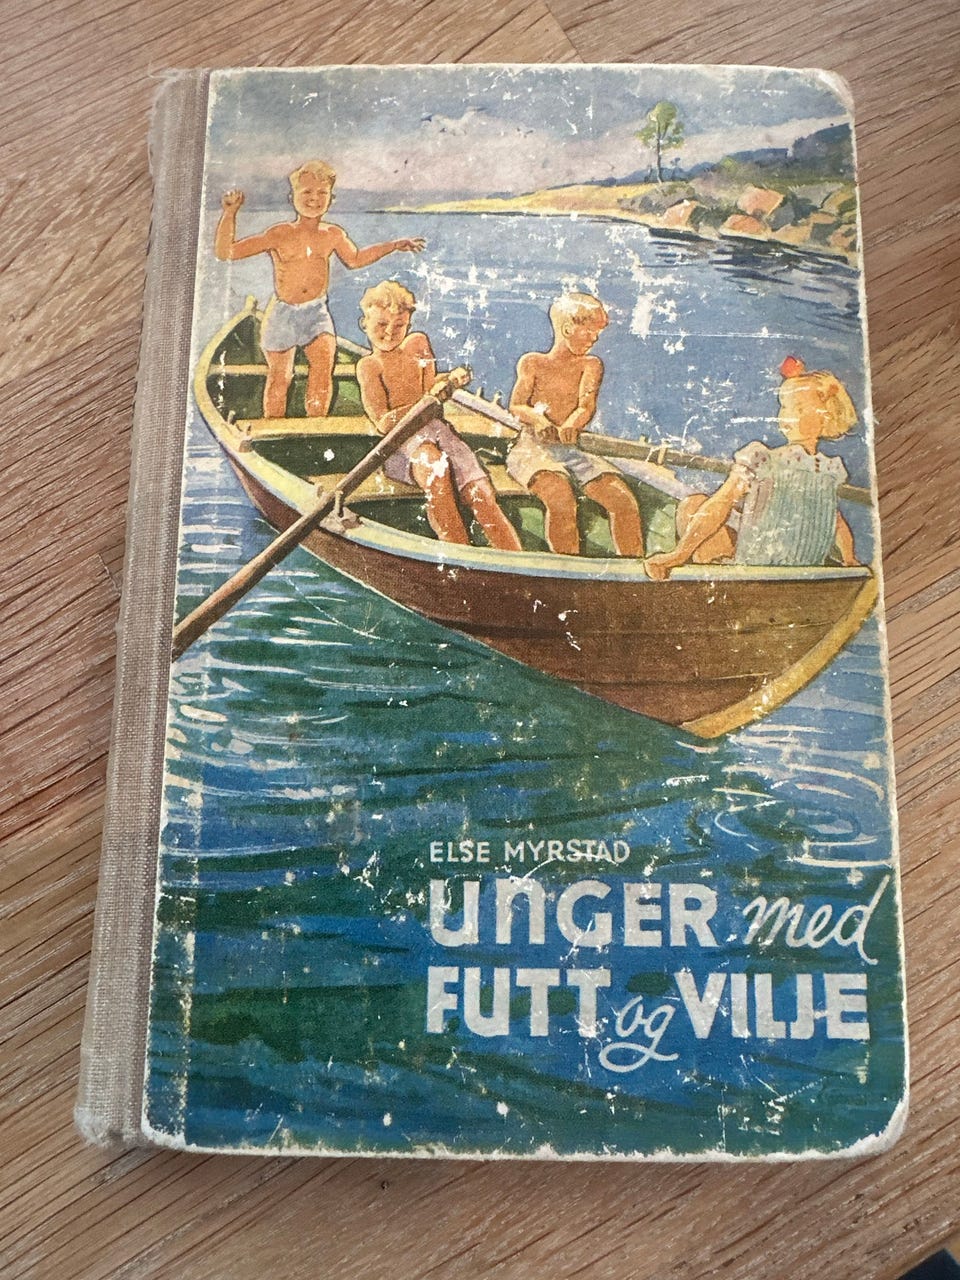 ELSE MYRSTAD
UNGER med
FUTT og VILJE